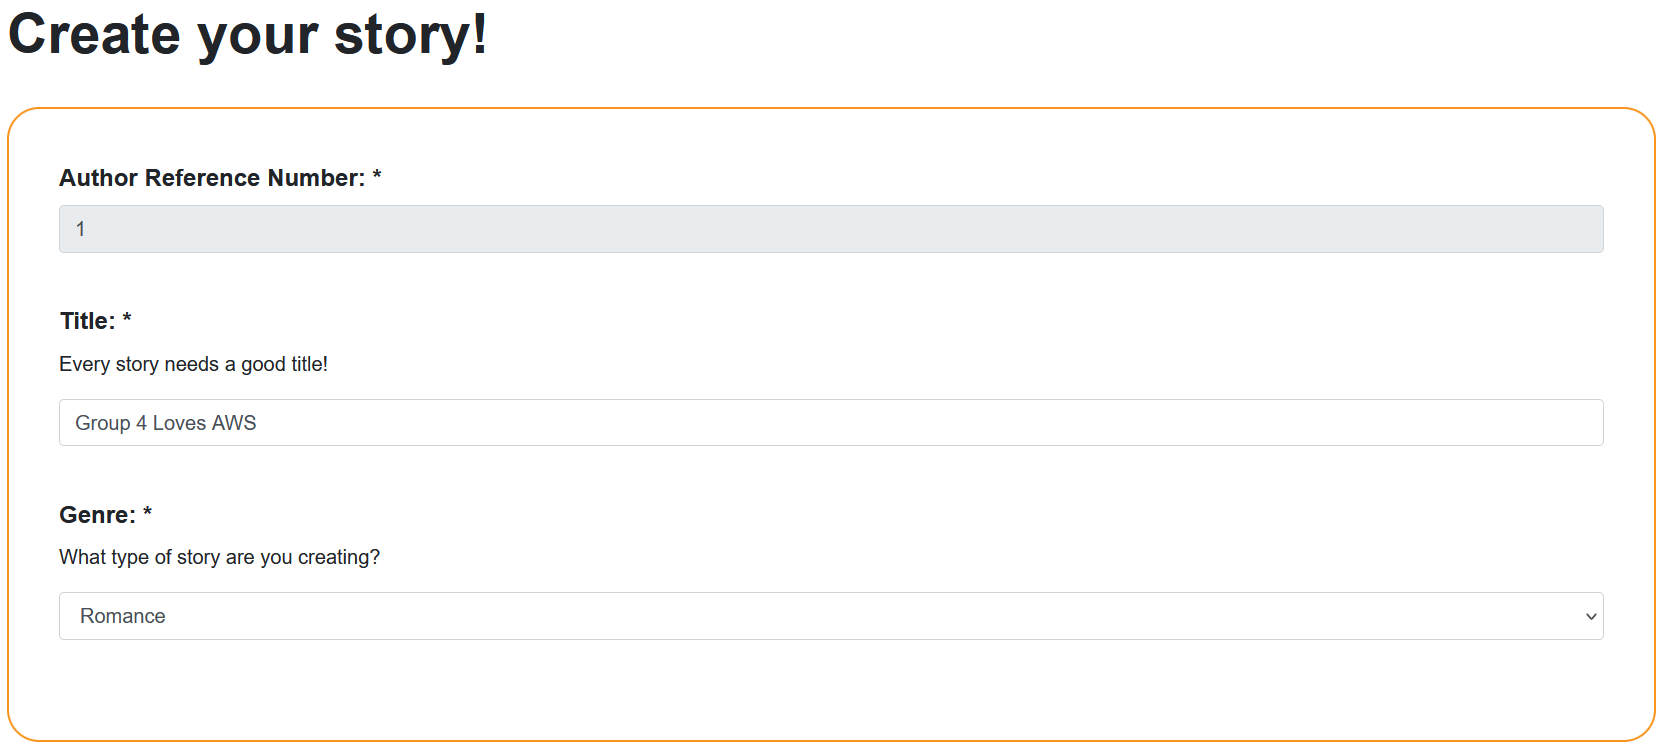 Create your story!
Author Reference Number: *
1
Title: *
Every story needs a good title!
Group 4 Loves AWS
Genre: *
What type of story are you creating?
Romance